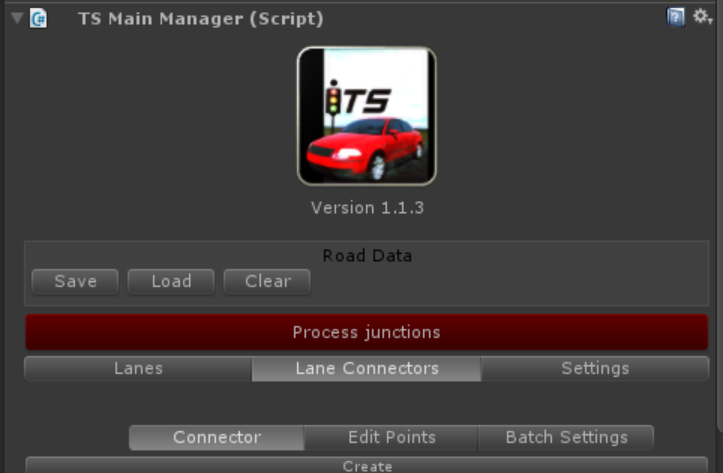 TS Main Manager (Script)
iTS
Version 1.1.3
Road Data
Save Load Clear
Process junctions
Lanes Lane Connectors Settings
Connector Edit Points Batch Settings
Create